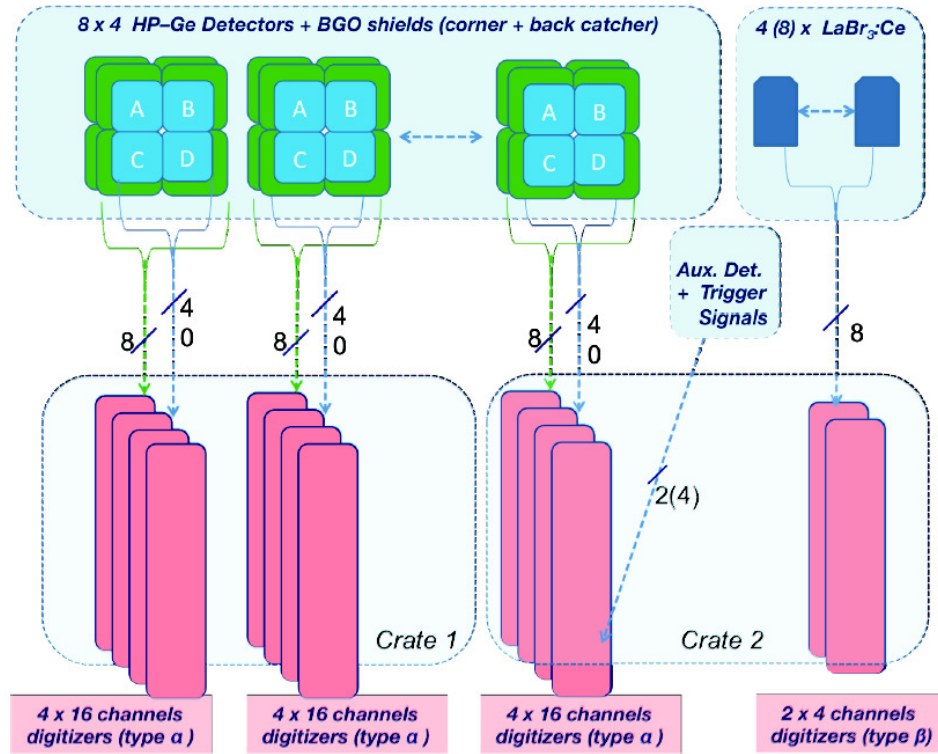 8 x 4 HP–Ge Detectors + BGO shields (corner + back catcher)
4 (8) x LaBr3:Ce
A B
C D
A B
C D
A B
C D
Aux. Det.
+ Trigger
Signals
8
4
0
8
4
0
8
4
0
8
2(4)
Crate 1
Crate 2
4 x 16 channels
digitizers (type α )
4 x 16 channels
digitizers (type α )
4 x 16 channels
digitizers (type α )
2 x 4 channels
digitizers (type β)